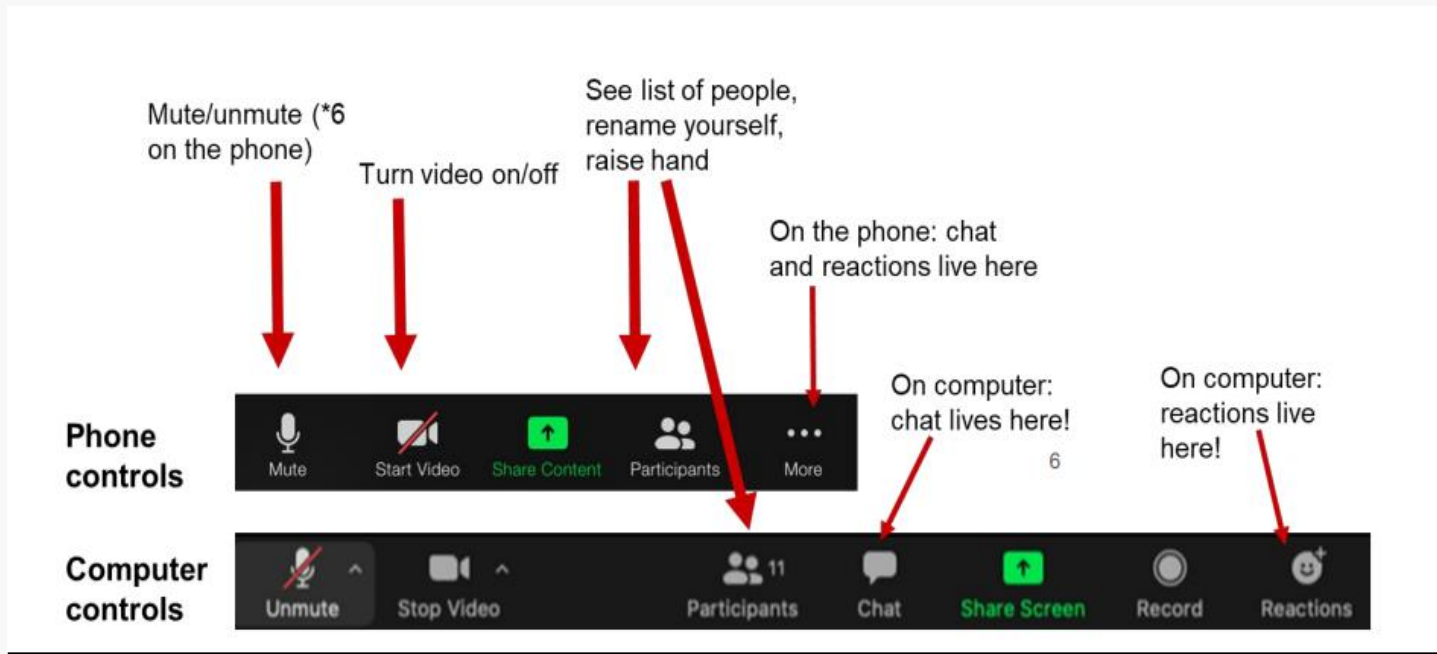 Mute/unmute (*6
on the phone)
Turn video on/off
See list of people,
rename yourself,
raise hand
On the phone: chat
and reactions live here
On computer:
chat lives here!
On computer:
reactions live
here!
6
Phone
controls
Mute
Start Video
Share Content
Participants
More
Computer
controls
Unmute
Stop Video
11
Participants
Chat
Share Screen
Record
Reactions